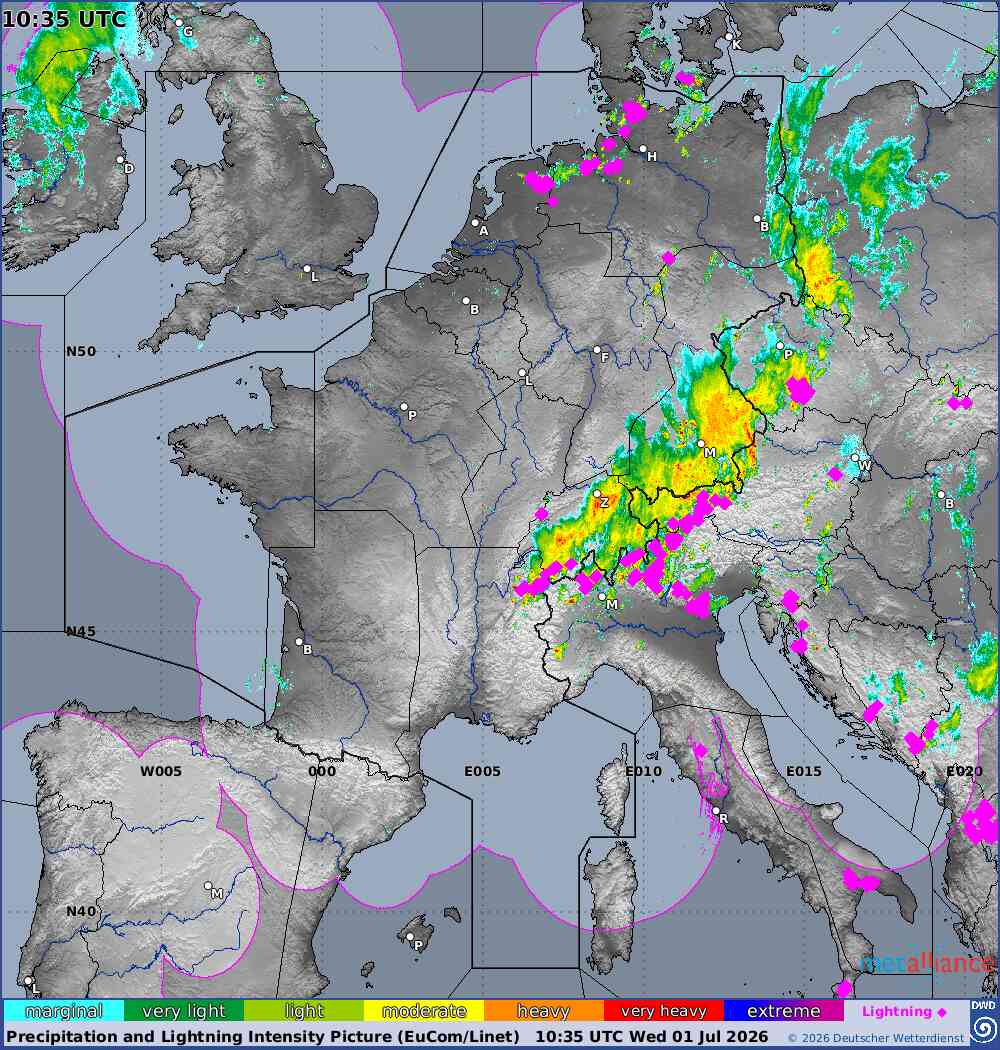 10:35 UTC
G
K
D
H
A
B
L
B
N50
F
P
L
P
M
W
Z
B
M
N45
B
W005
000
E005
E010
E015
E020
R
M
N40
P
L
metalliance
marginal
very light
light
moderate
heavy
very heavy
extreme
Lightning
DWD
Precipitation and Lightning Intensity Picture (EuCom/Linet) 10:35 UTC Wed 01 Jul 2026
© 2026 Deutscher Wetterdienst